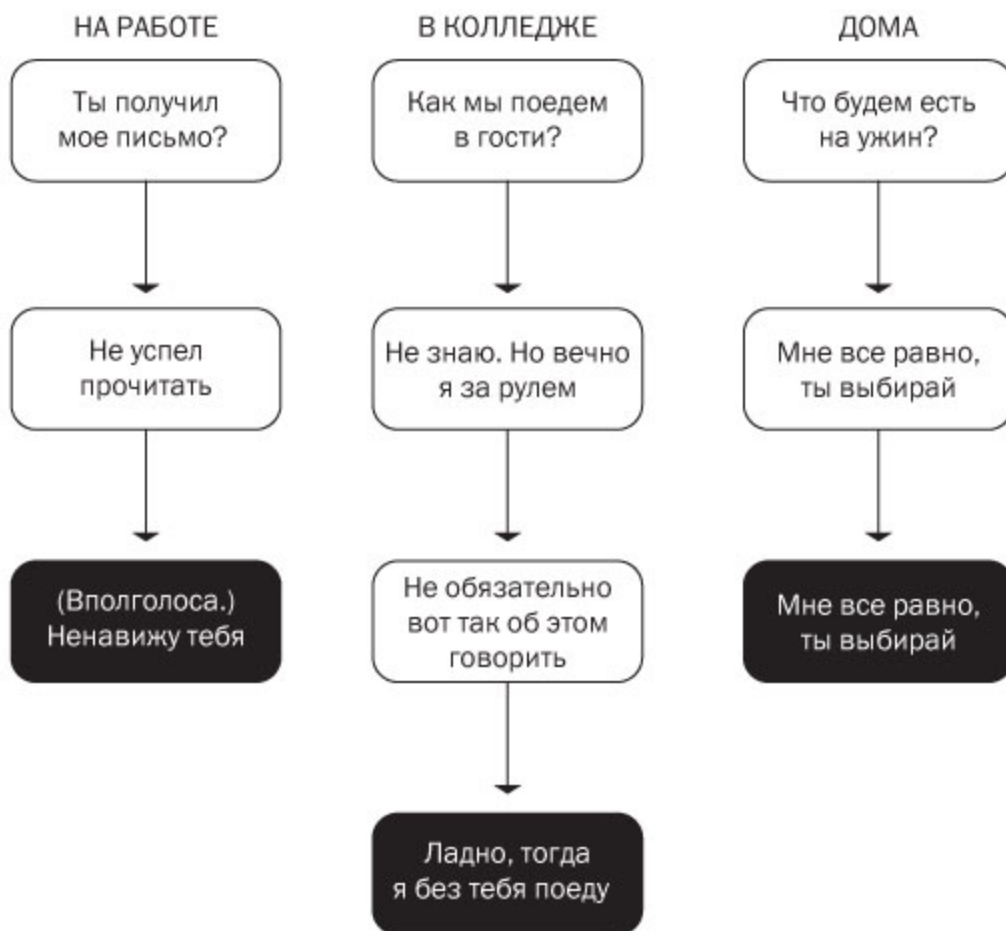 НА РАБОТЕ
Ты получил
мое письмо?
Не успел
прочитать
(Вполголоса.)
Ненавижу тебя
В КОЛЛЕДЖЕ
Как мы поедем
в гости?
Не знаю. Но вечно
я за рулем
Не обязательно
вот так об этом
говорить
Ладно, тогда
я без тебя поеду
ДОМА
Что будем есть
на ужин?
Мне все равно,
ты выбирай
Мне все равно,
ты выбирай